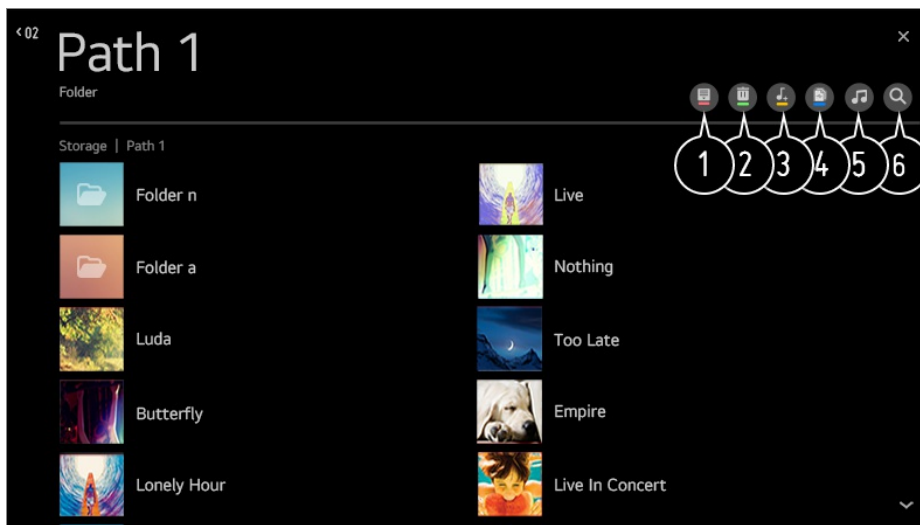 <02
Path 1
Folder
Storage | Path 1
1 2 3 4 5 6
Folder n
Live
Folder a
Nothing
Luda
Too Late
Butterfly
Empire
Lonely Hour
Live In Concert